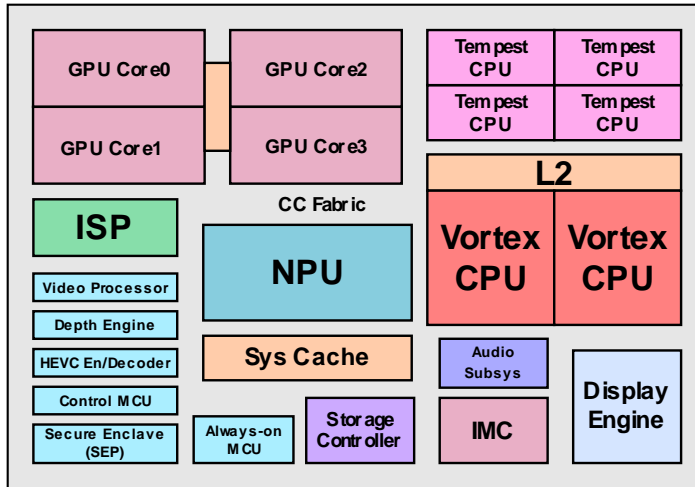 GPU Core0
GPU Core2
GPU Core1
GPU Core3
Tempest
CPU
Tempest
CPU
Tempest
CPU
Tempest
CPU
L2
Vortex
CPU
Vortex
CPU
CC Fabric
ISP
NPU
Video Processor
Depth Engine
HEVC En/Decoder
Control MCU
Secure Enclave
(SEP)
Sys Cache
Always-on
MCU
Storage
Controller
Audio
Subsys
IMC
Display
Engine